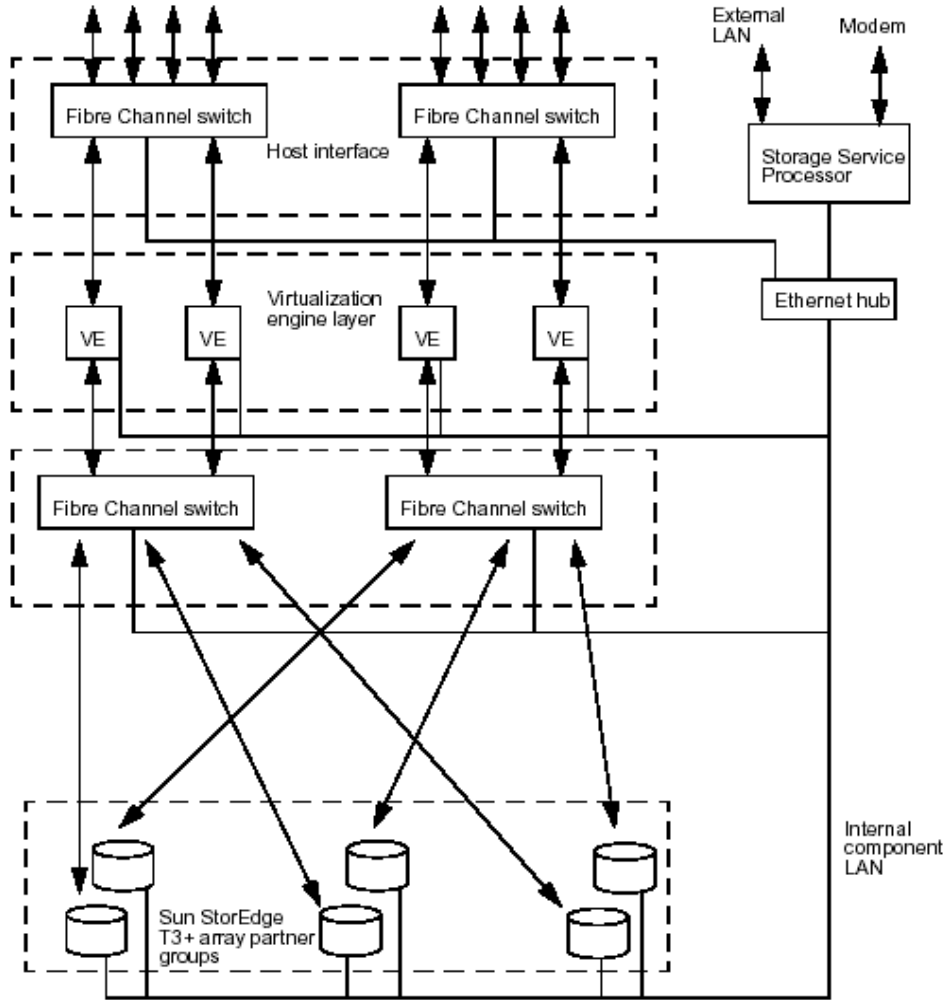 External
LAN
Modem
Fibre Channel switch
Fibre Channel switch
Host interface
Storage Service
Processor
Virtualization
engine layer
Ethernet hub
VE
VE
VE
VE
Fibre Channel switch
Fibre Channel switch
Internal
component
LAN
Sun StorEdge
T3+ array partner
groups